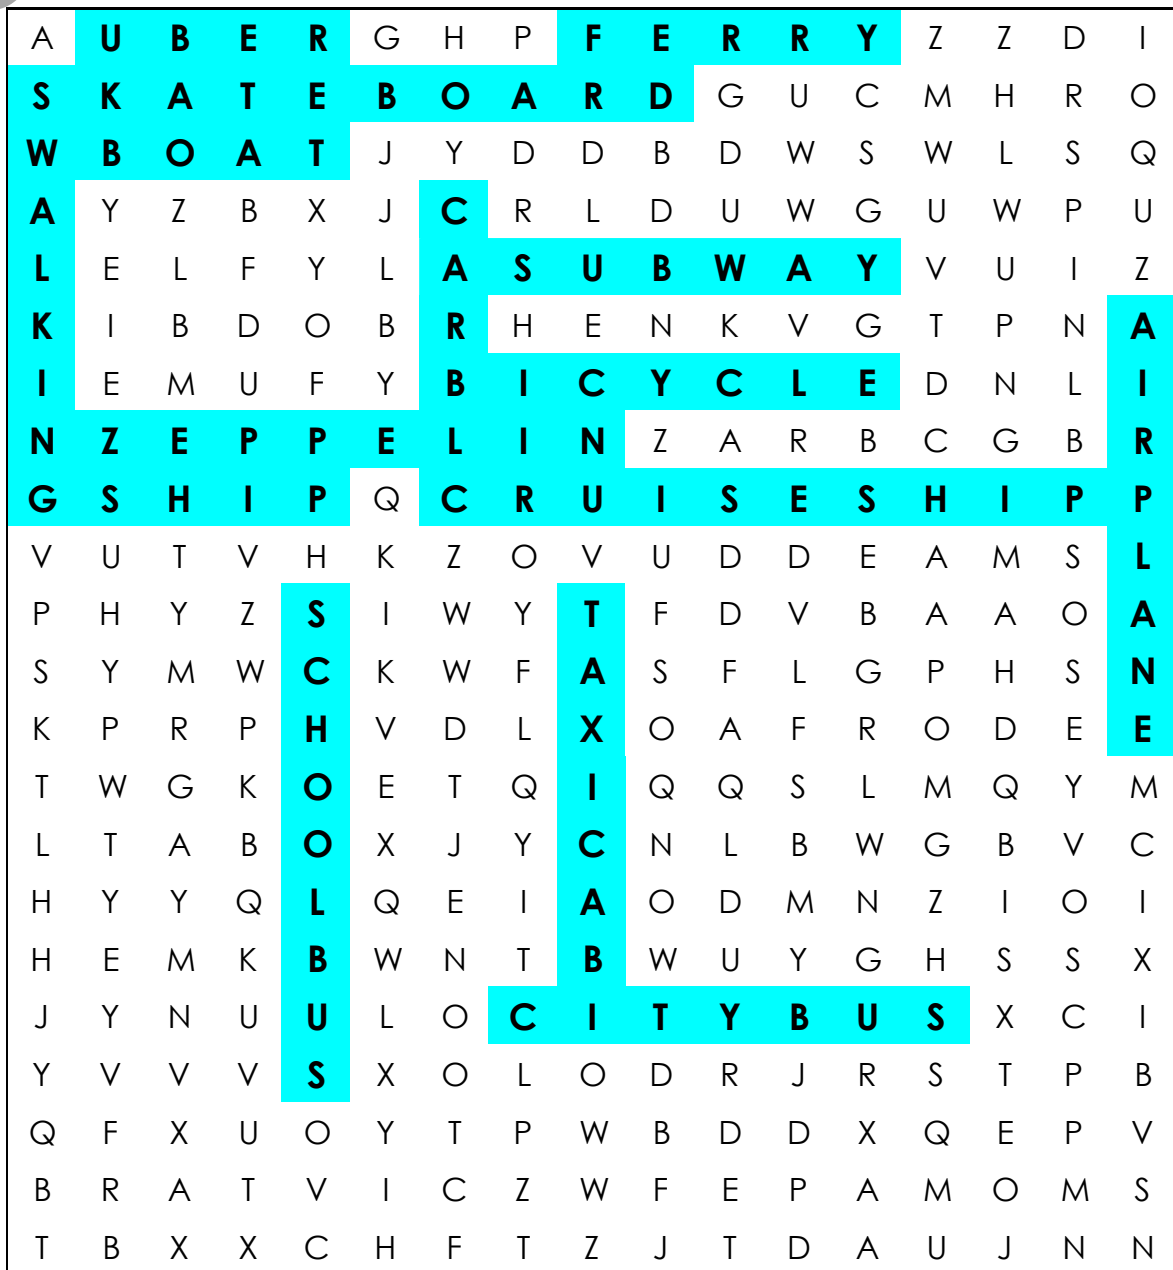 A U B E R G H P F E R R Y Z Z D I
S K A T E B O A R D G U C M H R O
W B O A T J Y D D B D W S W L S Q
A Y Z B X J C R L D U W G U W P U
L E L F Y L A S U B W A Y V U I Z
K I B D O B R H E N K V G T P N A
I E M U F Y B I C Y C L E D N L I
N Z E P P E L I N Z A R B C G B R
G S H I P Q C R U I S E S H I P P
V U T V H K Z O V U D D E A M S L
P H Y Z S I W Y T F D V B A A O A
S Y M W C K W F A S F L G P H S N
K P R P H V D L X O A F R O D E E
T W G K O E T Q I Q Q S L M Q Y M
L T A B O X J Y C N L B W G B V C
H Y Y Q L Q E I A O D M N Z I O I
H E M K B W N T B W U Y G H S S X
J Y N U U L O C I T Y B U S X C I
Y V V V S X O L O D R J R S T P B
Q F X U O Y T P W B D D X Q E P V
B R A T V I C Z W F E P A M O M S
T B X X C H F T Z J T D A U J N N